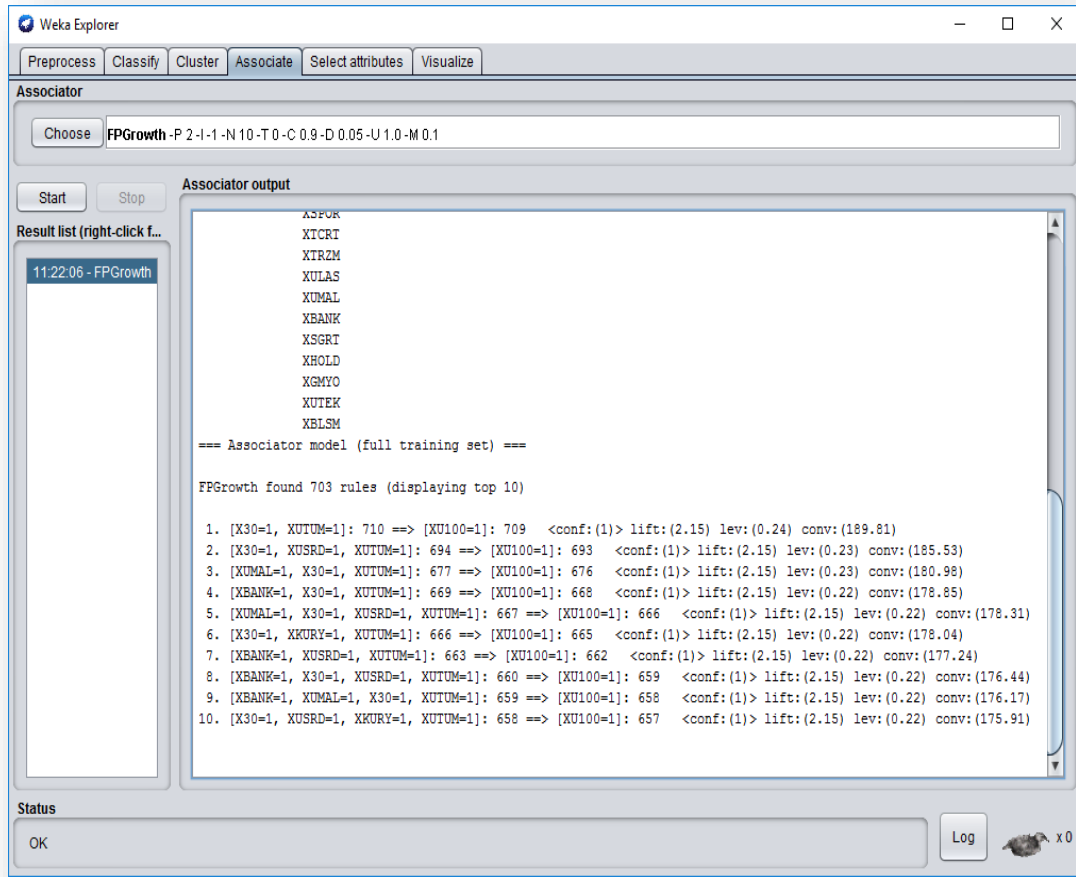 Weka Explorer
Preprocess Classify Cluster Associate Select attributes Visualize
Associator
Choose FPGrowth -P 2 -I -1 -N 10 -T 0 -C 0.9 -D 0.05 -U 1.0 -M 0.1
Start Stop
Result list (right-click f...
11:22:06 - FPGrowth
Associator output
XSPOR
XTCRT
XTRZM
XULAS
XUMAL
XBANK
XSGRT
XHOLD
XGMYO
XUTEK
XBLSM
=== Associator model (full training set) ===
FPGrowth found 703 rules (displaying top 10)
1. [X30=1, XUTUM=1]: 710 ==> [XU100=1]: 709 <conf:(1)> lift:(2.15) lev:(0.24) conv:(189.81)
2. [X30=1, XUSRD=1, XUTUM=1]: 694 ==> [XU100=1]: 693 <conf:(1)> lift:(2.15) lev:(0.23) conv:(185.53)
3. [XUMAL=1, X30=1, XUTUM=1]: 677 ==> [XU100=1]: 676 <conf:(1)> lift:(2.15) lev:(0.23) conv:(180.98)
4. [XBANK=1, X30=1, XUTUM=1]: 669 ==> [XU100=1]: 668 <conf:(1)> lift:(2.15) lev:(0.22) conv:(178.85)
5. [XUMAL=1, X30=1, XUSRD=1, XUTUM=1]: 667 ==> [XU100=1]: 666 <conf:(1)> lift:(2.15) lev:(0.22) conv:(178.31)
6. [X30=1, XKURY=1, XUTUM=1]: 666 ==> [XU100=1]: 665 <conf:(1)> lift:(2.15) lev:(0.22) conv:(178.04)
7. [XBANK=1, XUSRD=1, XUTUM=1]: 663 ==> [XU100=1]: 662 <conf:(1)> lift:(2.15) lev:(0.22) conv:(177.24)
8. [XBANK=1, X30=1, XUSRD=1, XUTUM=1]: 660 ==> [XU100=1]: 659 <conf:(1)> lift:(2.15) lev:(0.22) conv:(176.44)
9. [XBANK=1, XUMAL=1, X30=1, XUTUM=1]: 659 ==> [XU100=1]: 658 <conf:(1)> lift:(2.15) lev:(0.22) conv:(176.17)
10. [X30=1, XUSRD=1, XKURY=1, XUTUM=1]: 658 ==> [XU100=1]: 657 <conf:(1)> lift:(2.15) lev:(0.22) conv:(175.91)
Status
OK
Log
x 0